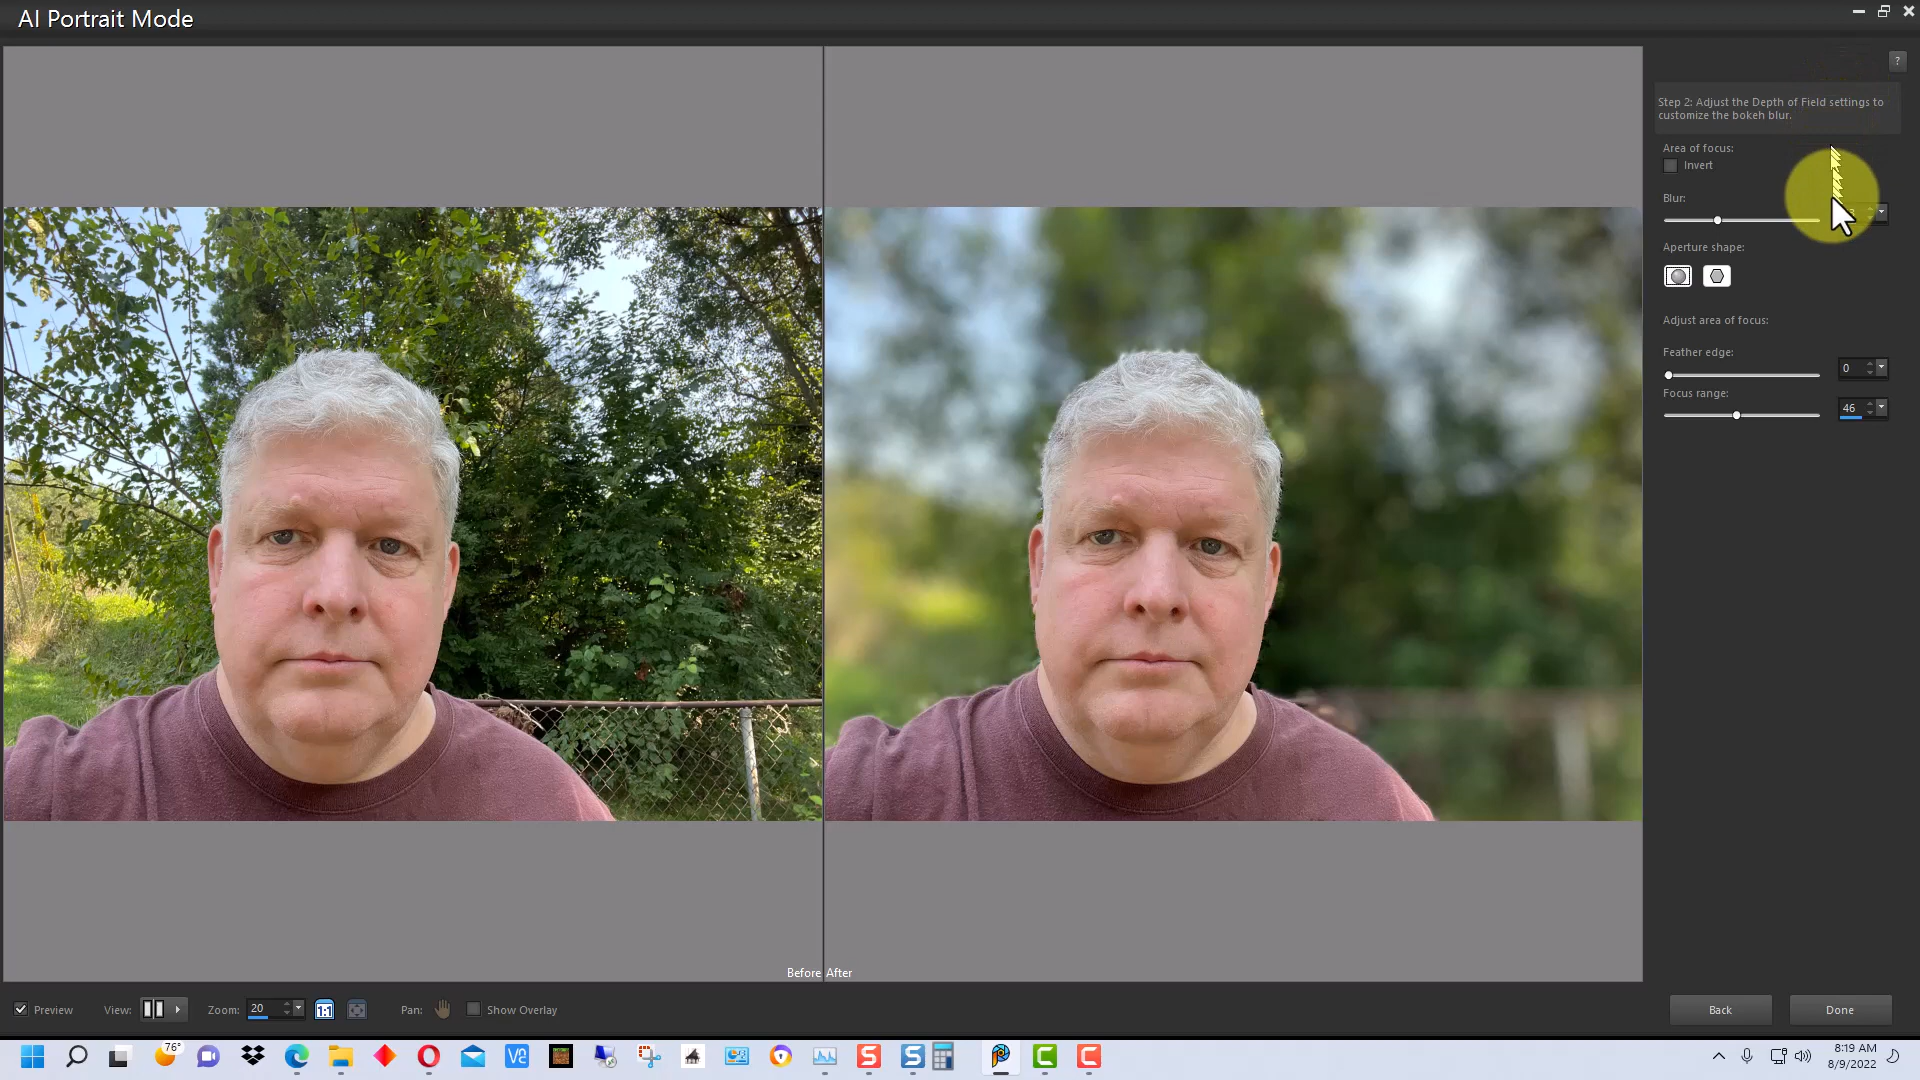 AI Portrait Mode
?
Step 2: Adjust the Depth of Field settings to
customize the bokeh blur.
Area of focus:
Invert
Blur:
Aperture shape:
Adjust area of focus:
Feather edge:
0
Focus range:
46
Before After
Preview
View:
Zoom:
20
1:1
Pan:
Show Overlay
Back
Done
76°
S
S
C
C
8:19 AM
8/9/2022